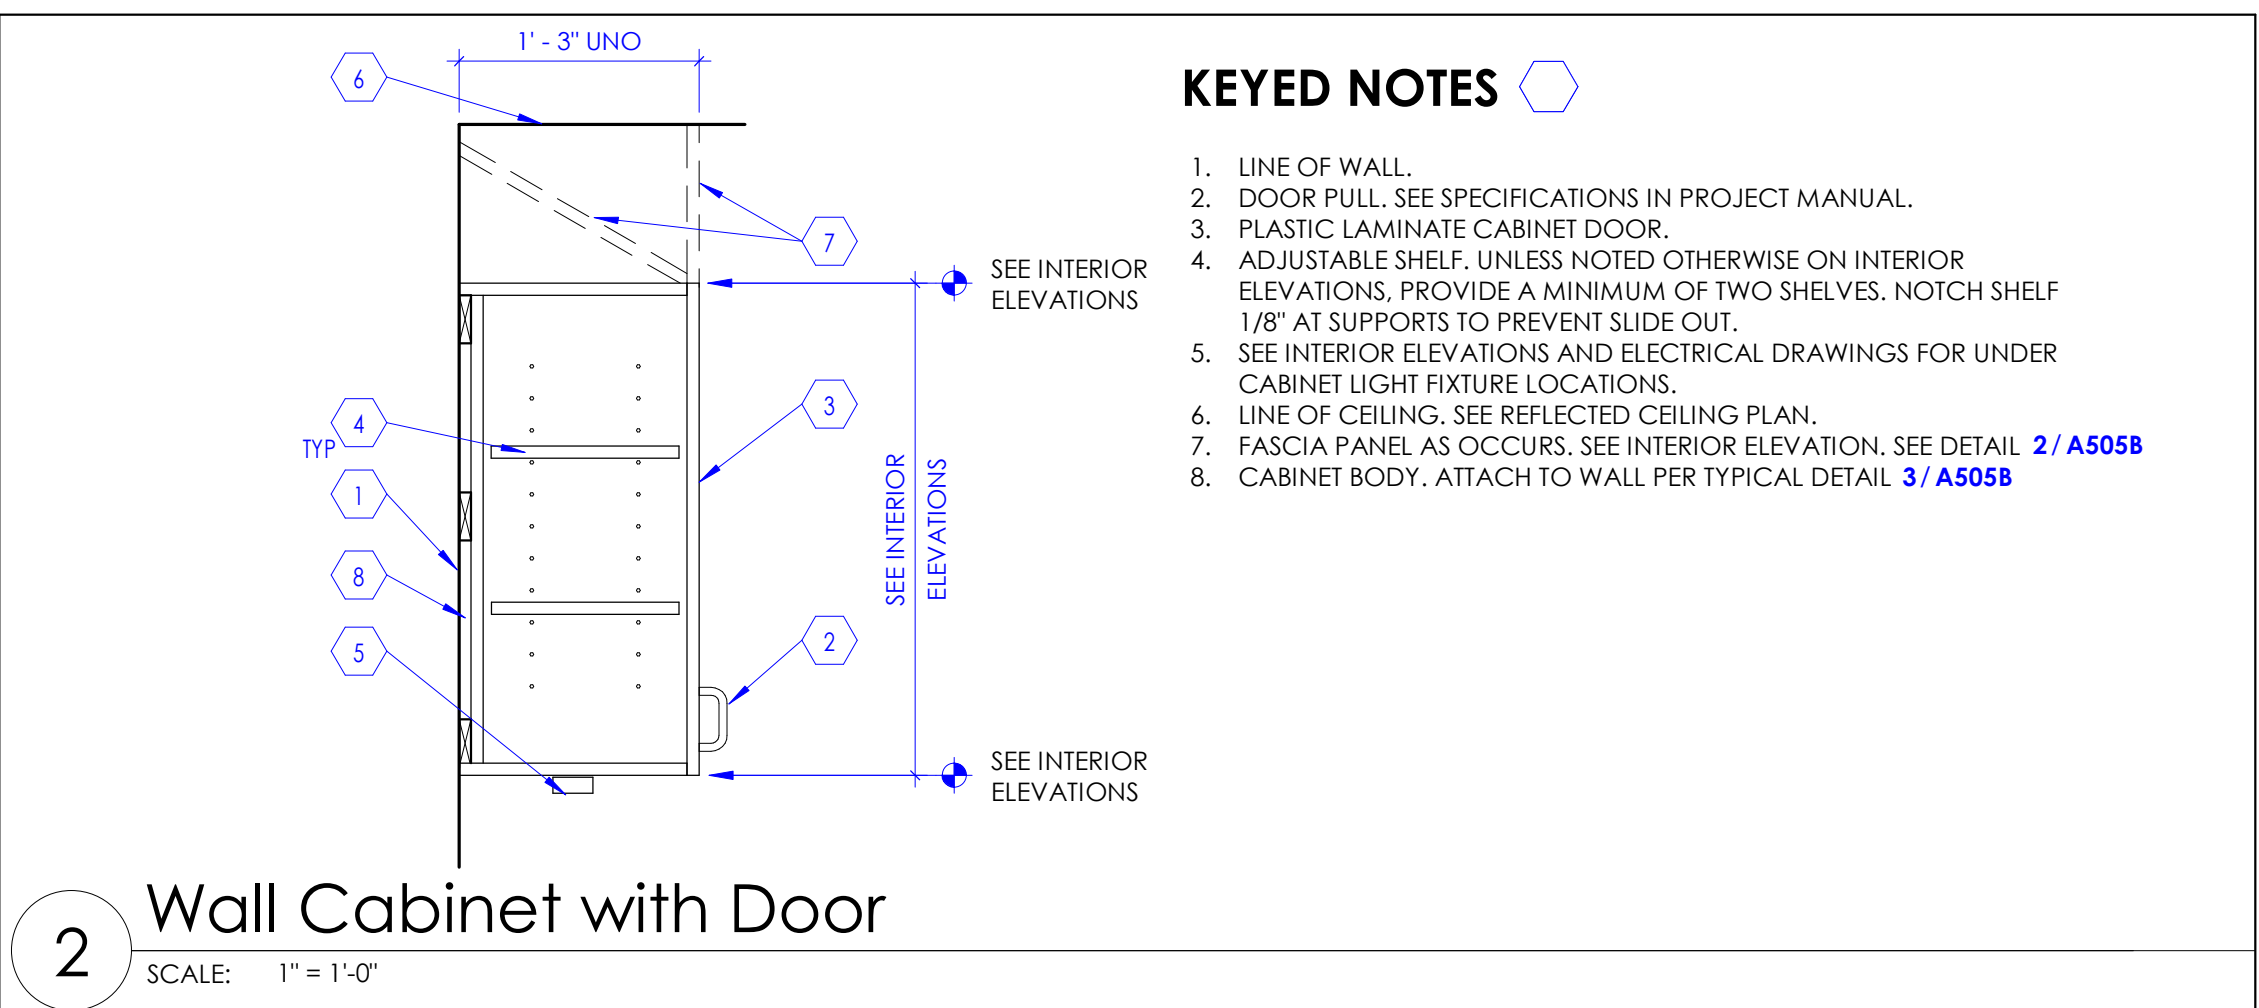 1' - 3" UNO
6
7
SEE INTERIOR
ELEVATIONS
3
4
TYP
1
8
5
2
SEE INTERIOR
ELEVATIONS
SEE INTERIOR
ELEVATIONS
KEYED NOTES
1. LINE OF WALL.
2. DOOR PULL. SEE SPECIFICATIONS IN PROJECT MANUAL.
3. PLASTIC LAMINATE CABINET DOOR.
4. ADJUSTABLE SHELF. UNLESS NOTED OTHERWISE ON INTERIOR
ELEVATIONS, PROVIDE A MINIMUM OF TWO SHELVES. NOTCH SHELF
1/8" AT SUPPORTS TO PREVENT SLIDE OUT.
5. SEE INTERIOR ELEVATIONS AND ELECTRICAL DRAWINGS FOR UNDER
CABINET LIGHT FIXTURE LOCATIONS.
6. LINE OF CEILING. SEE REFLECTED CEILING PLAN.
7. FASCIA PANEL AS OCCURS. SEE INTERIOR ELEVATION. SEE DETAIL 2/A505B
8. CABINET BODY. ATTACH TO WALL PER TYPICAL DETAIL 3/A505B
2
Wall Cabinet with Door
SCALE: 1" = 1'-0"